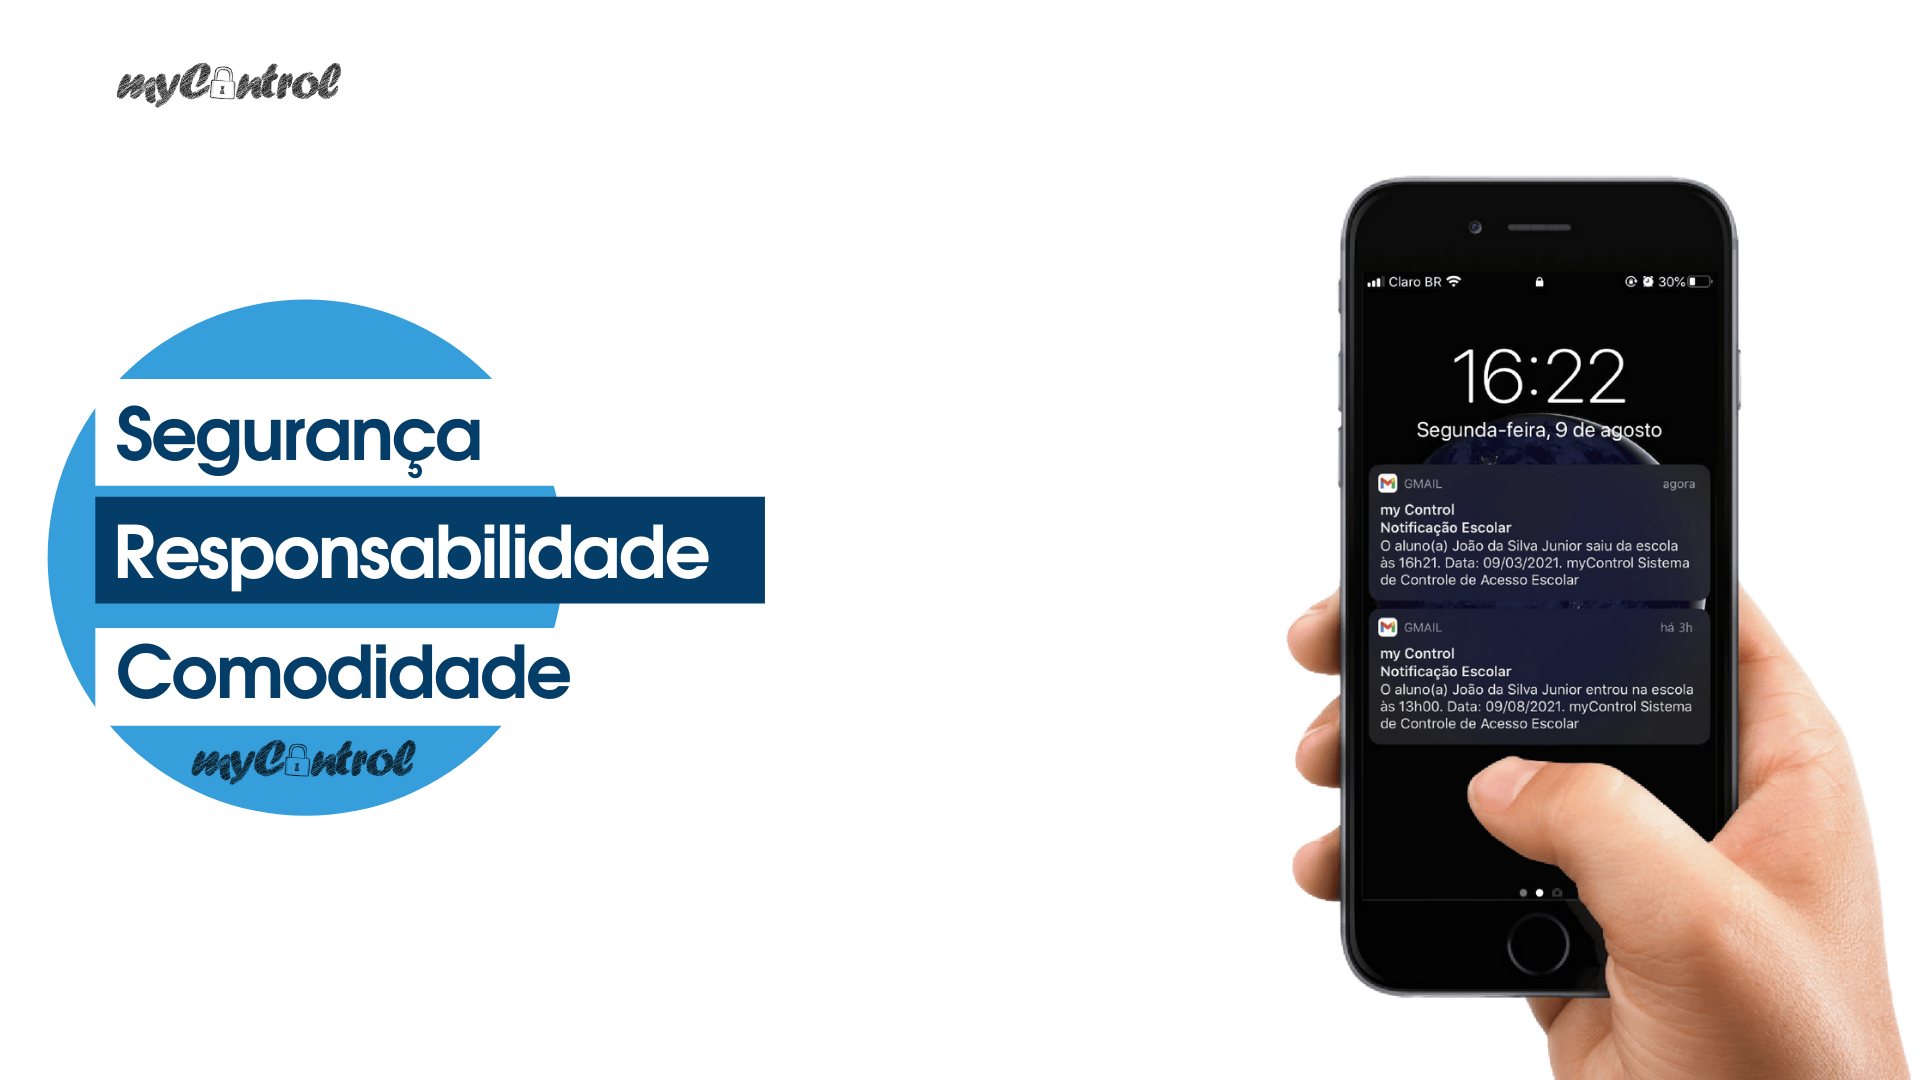 myControl
Segurança
Responsabilidade
Comodidade
myControl
Claro BR
30%
16:22
Segunda-feira, 9 de agosto
GMAIL agora
my Control
Notificação Escolar
O aluno(a) João da Silva Junior saiu da escola
às 16h21. Data: 09/03/2021. myControl Sistema
de Controle de Acesso Escolar
GMAIL há 3h
my Control
Notificação Escolar
O aluno(a) João da Silva Junior entrou na escola
às 13h00. Data: 09/08/2021. myControl Sistema
de Controle de Acesso Escolar